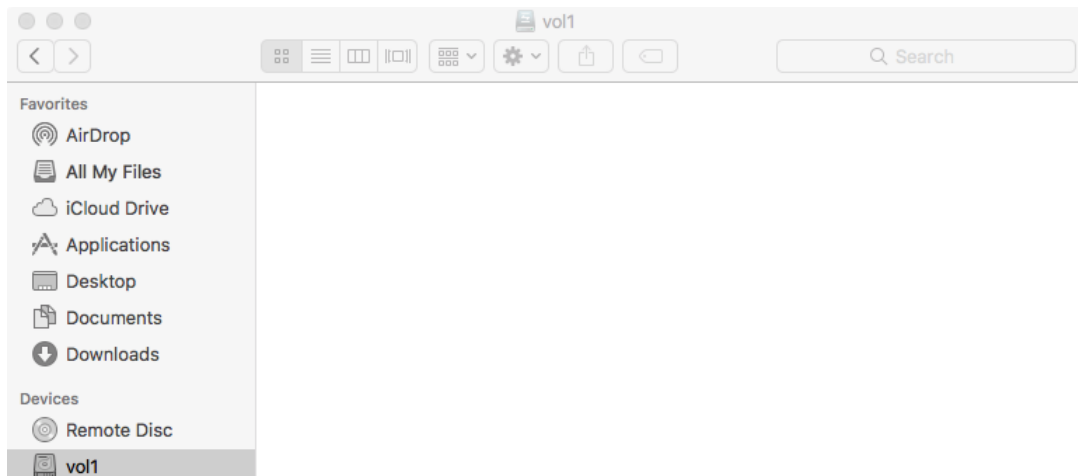 vol1
Search
Favorites
AirDrop
All My Files
iCloud Drive
Applications
Desktop
Documents
Downloads
Devices
Remote Disc
vol1